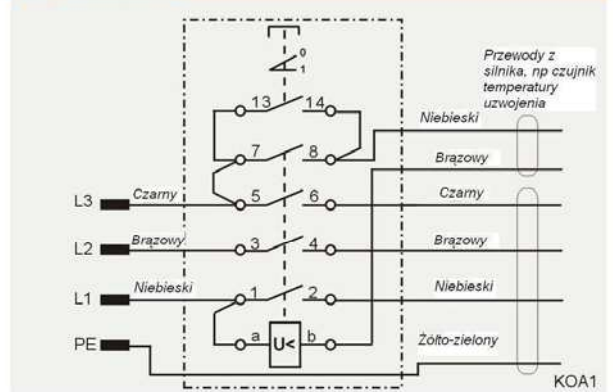 0
1
Przewody z
silnika, np czujnik
temperatury
uzwojenia
13 14
Niebieski
7 8
Brązowy
L3 Czarny 5 6 Czarny
L2 Brązowy 3 4 Brązowy
L1 Niebieski 1 2 Niebieski
PE a U< b Żółto-zielony
KOA1